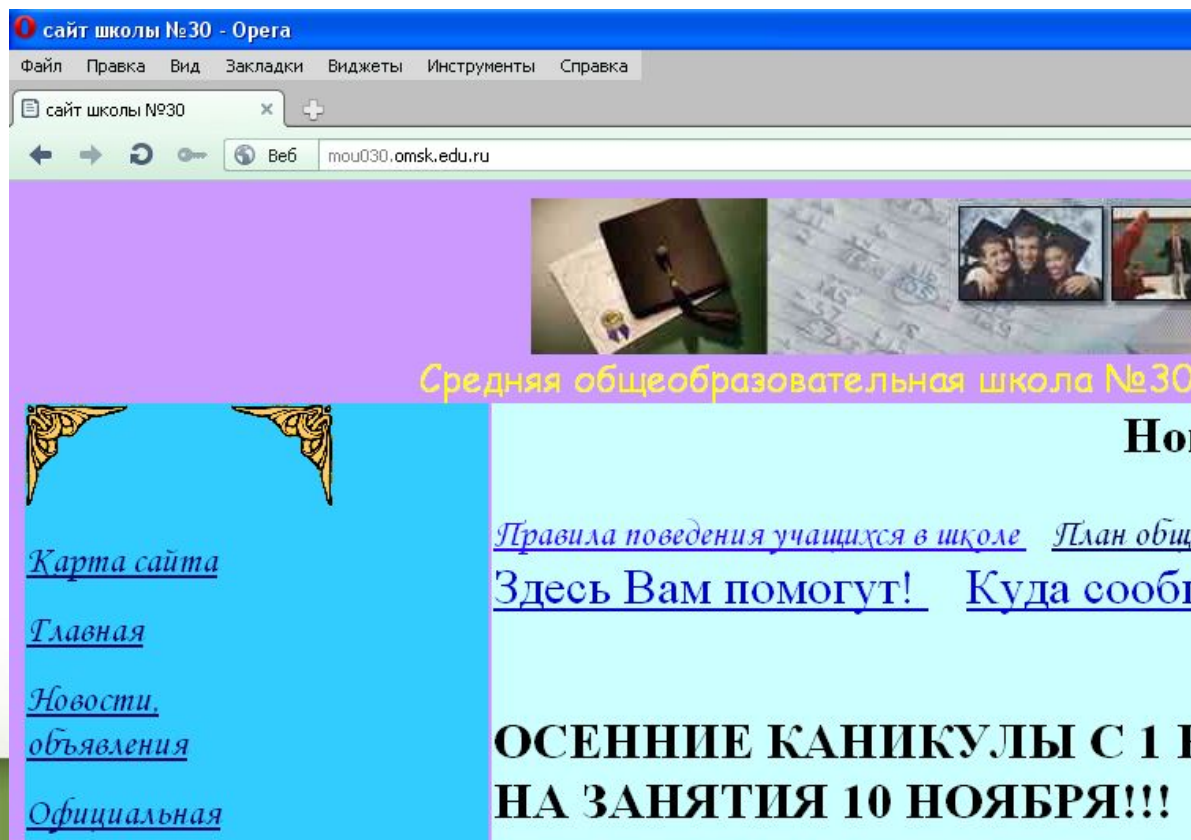 сайт школы №30 - Opera
Файл Правка Вид Закладки Виджеты Инструменты Справка
сайт школы №30
Веб mou030.omsk.edu.ru
Средняя общеобразовательная школа №30
Карта сайта
Главная
Новости,
объявления
Официальная
Правила поведения учащихся в школе План
Здесь Вам помогут! Куда
ОСЕННИЕ КАНИКУЛЫ С 1
НА ЗАНЯТИЯ 10 НОЯБРЯ!!!